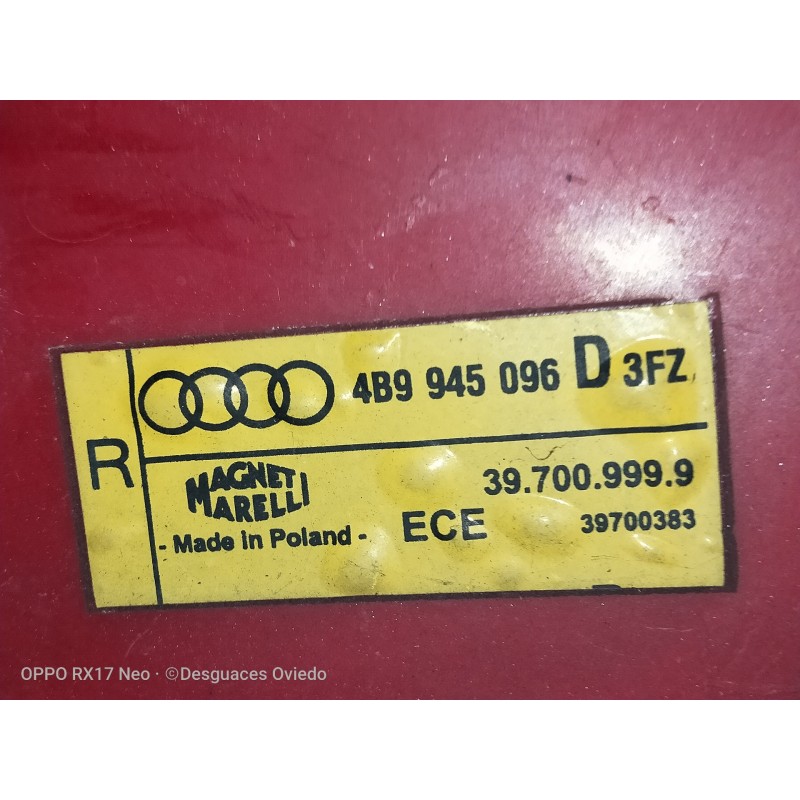 R
4B9 945 096 D 3FZ
MAGNETI
MARELLI
39.700.999.9
- Made in Poland -
ECE
39700383
OPPO RX17 Neo · ©Desguaces Oviedo